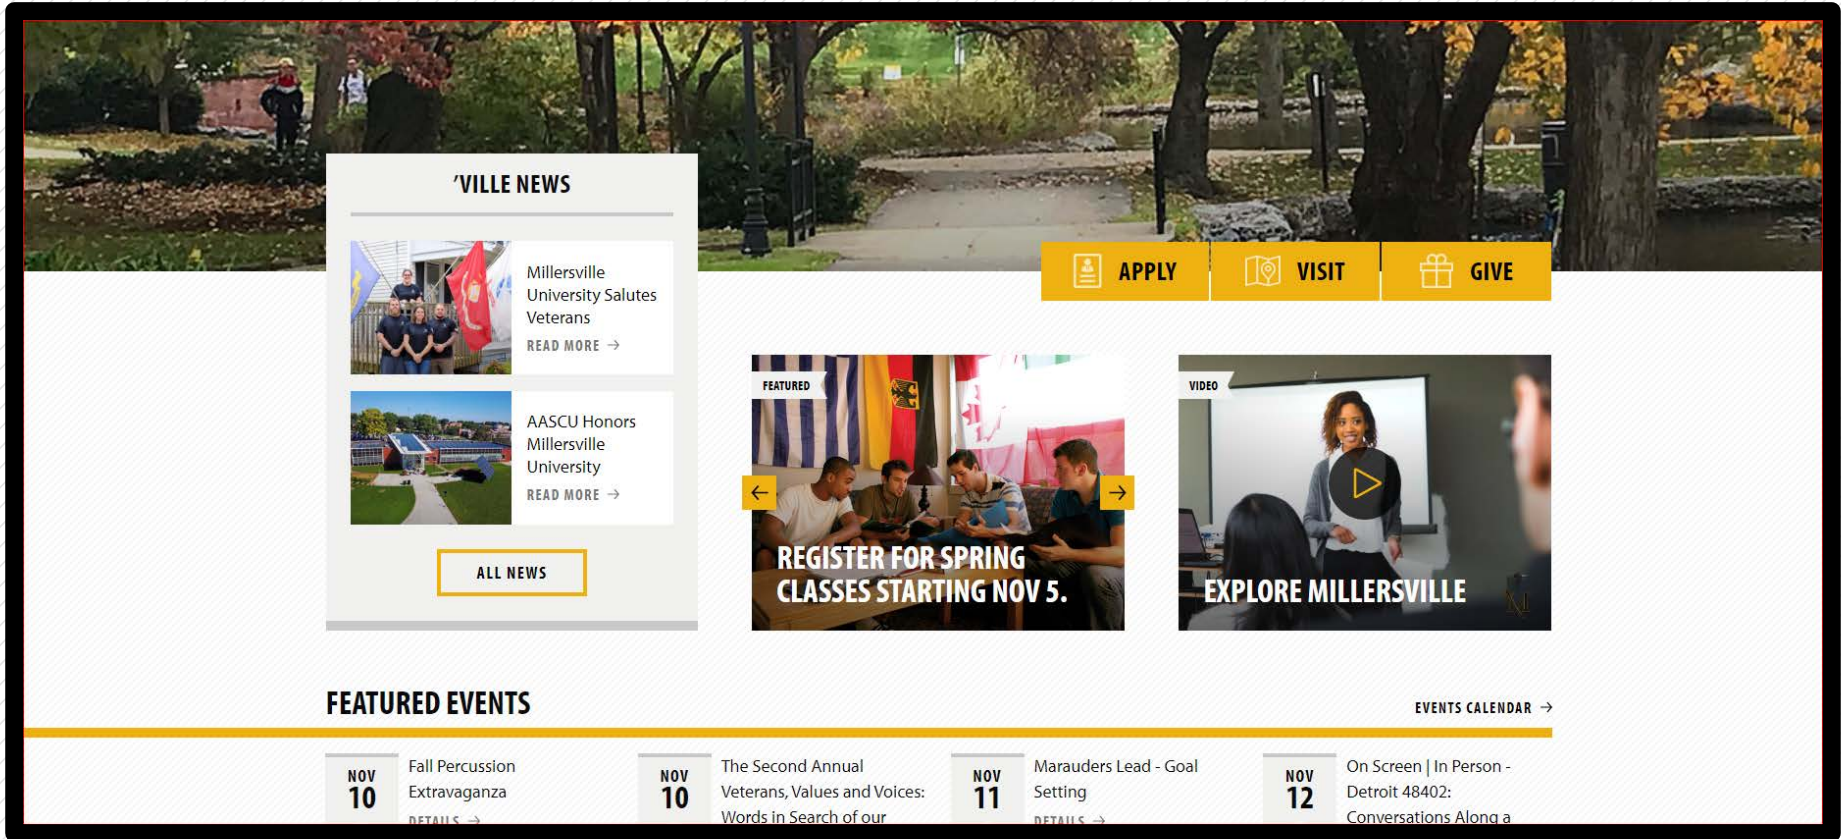 ’VILLE NEWS
Millersville
University Salutes
Veterans
READ MORE →
AASCU Honors
Millersville
University
READ MORE →
ALL NEWS
APPLY
VISIT
GIVE
FEATURED
REGISTER FOR SPRING
CLASSES STARTING NOV 5.
VIDEO
EXPLORE MILLERSVILLE
FEATURED EVENTS
EVENTS CALENDAR →
NOV
10
Fall Percussion
Extravaganza
DETAILS →
NOV
10
The Second Annual
Veterans, Values and Voices:
Words in Search of our
NOV
11
Marauders Lead - Goal
Setting
DETAILS →
NOV
12
On Screen | In Person -
Detroit 48402:
Conversations Along a